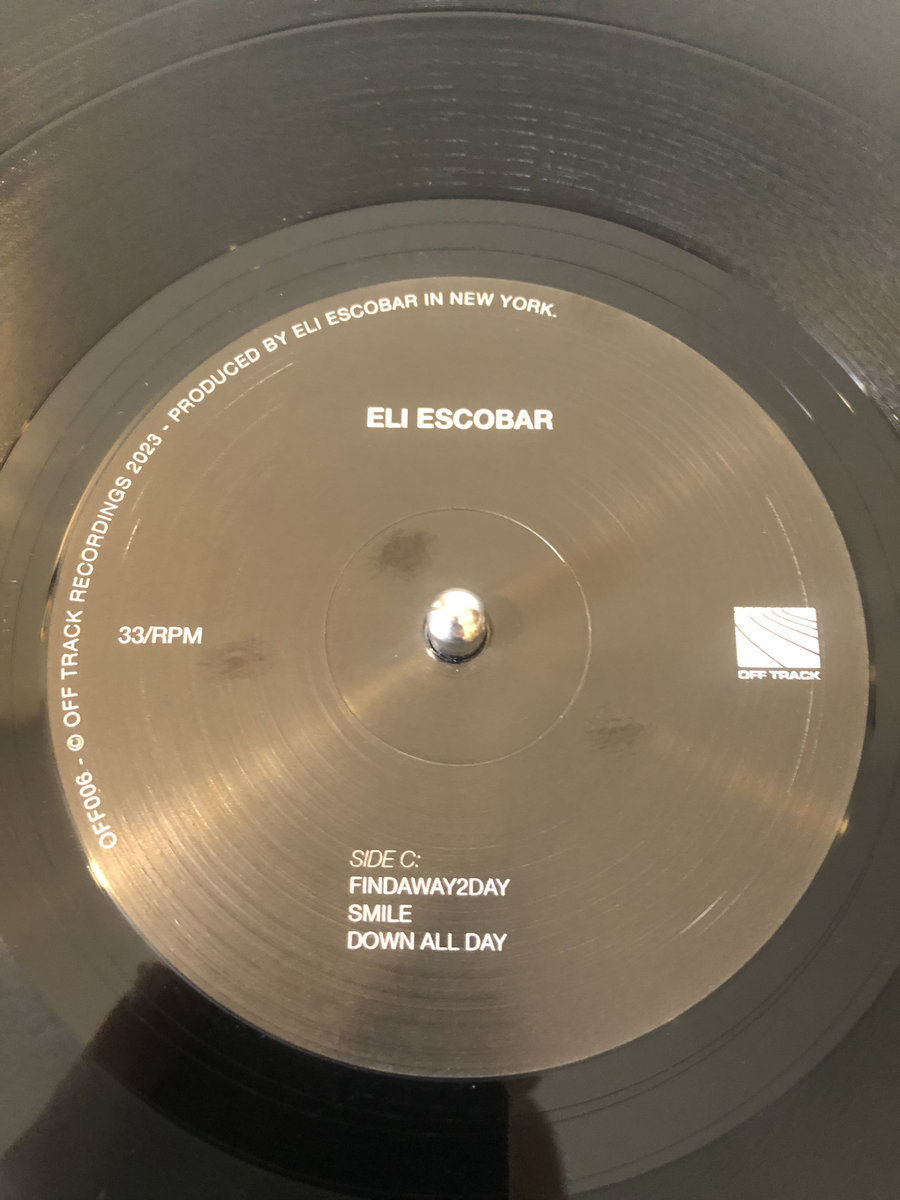 OFF006 - © OFF TRACK RECORDINGS 2023 - PRODUCED BY ELI ESCOBAR IN NEW YORK.
ELI ESCOBAR
33/RPM
OFF TRACK
SIDE C:
FINDAWAY2DAY
SMILE
DOWN ALL DAY